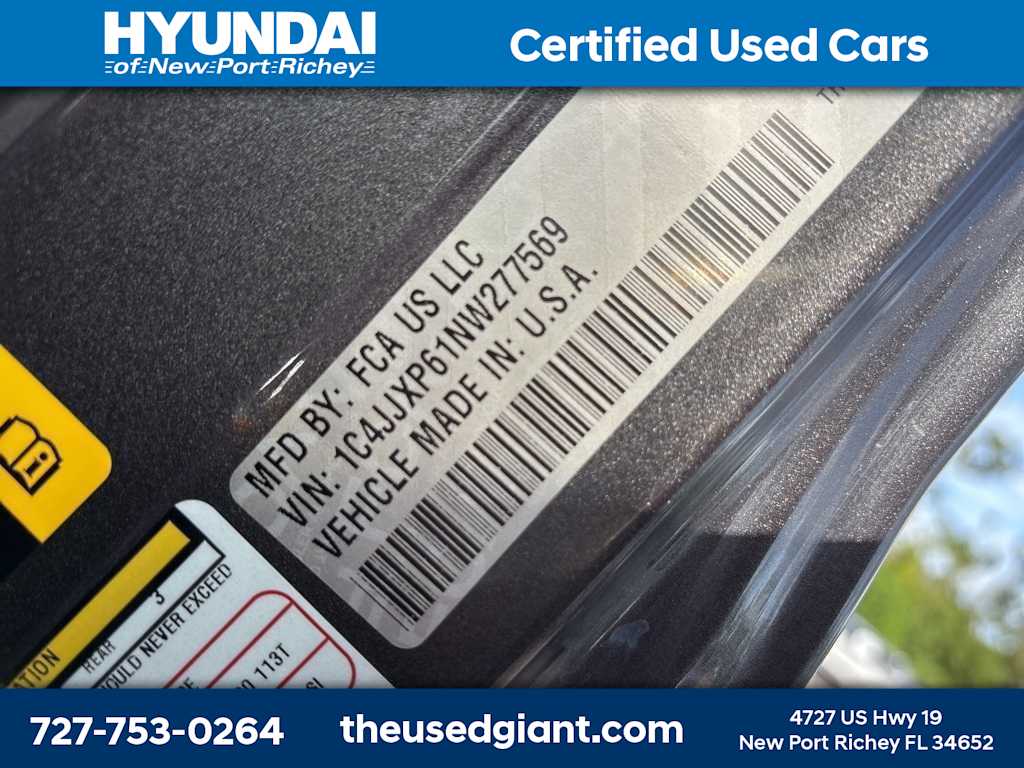 HYUNDAI
of New Port Richey
Certified Used Cars
MFD BY: FCA US LLC
VIN: 1C4JJXP61NW277569
VEHICLE MADE IN: U.S.A.
3
REAR
OULD NEVER EXCEED
113T
727-753-0264
theusedgiant.com
4727 US Hwy 19
New Port Richey FL 34652